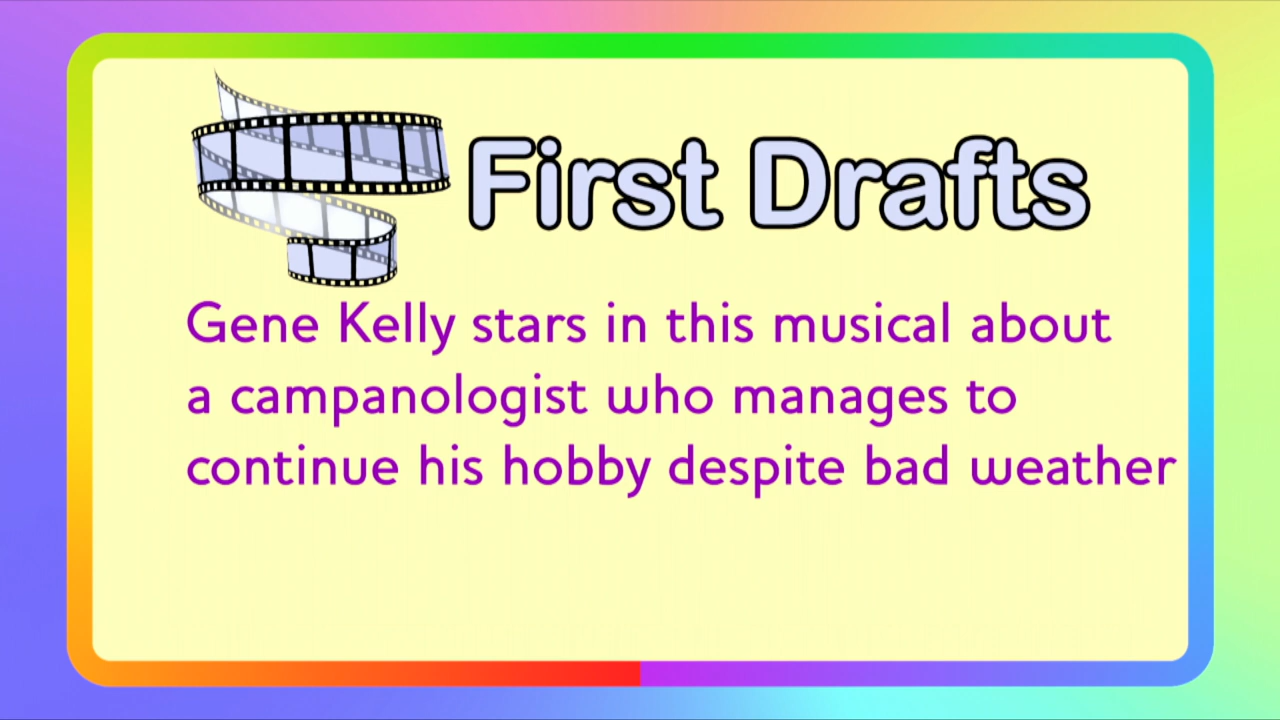 First Drafts
Gene Kelly stars in this musical about
a campanologist who manages to
continue his hobby despite bad weather